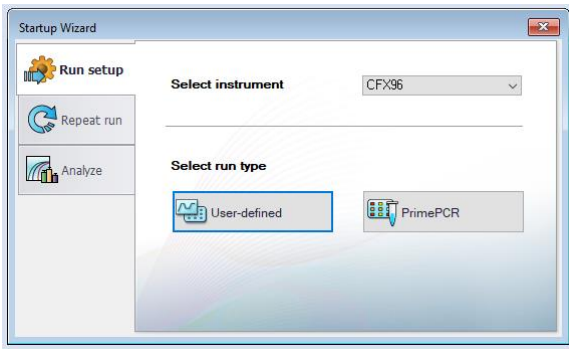 Startup Wizard
Run setup
Repeat run
Analyze
Select instrument
CFX96
Select run type
User-defined
PrimePCR